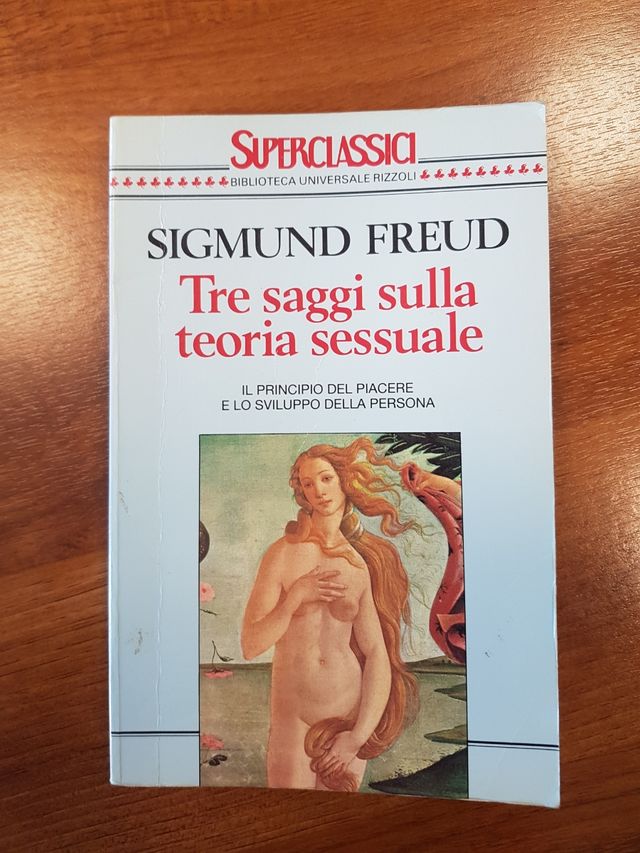 SUPERCLASSICI
BIBLIOTECA UNIVERSALE RIZZOLI
SIGMUND FREUD
Tre saggi sulla
teoria sessuale
IL PRINCIPIO DEL PIACERE
E LO SVILUPPO DELLA PERSONA